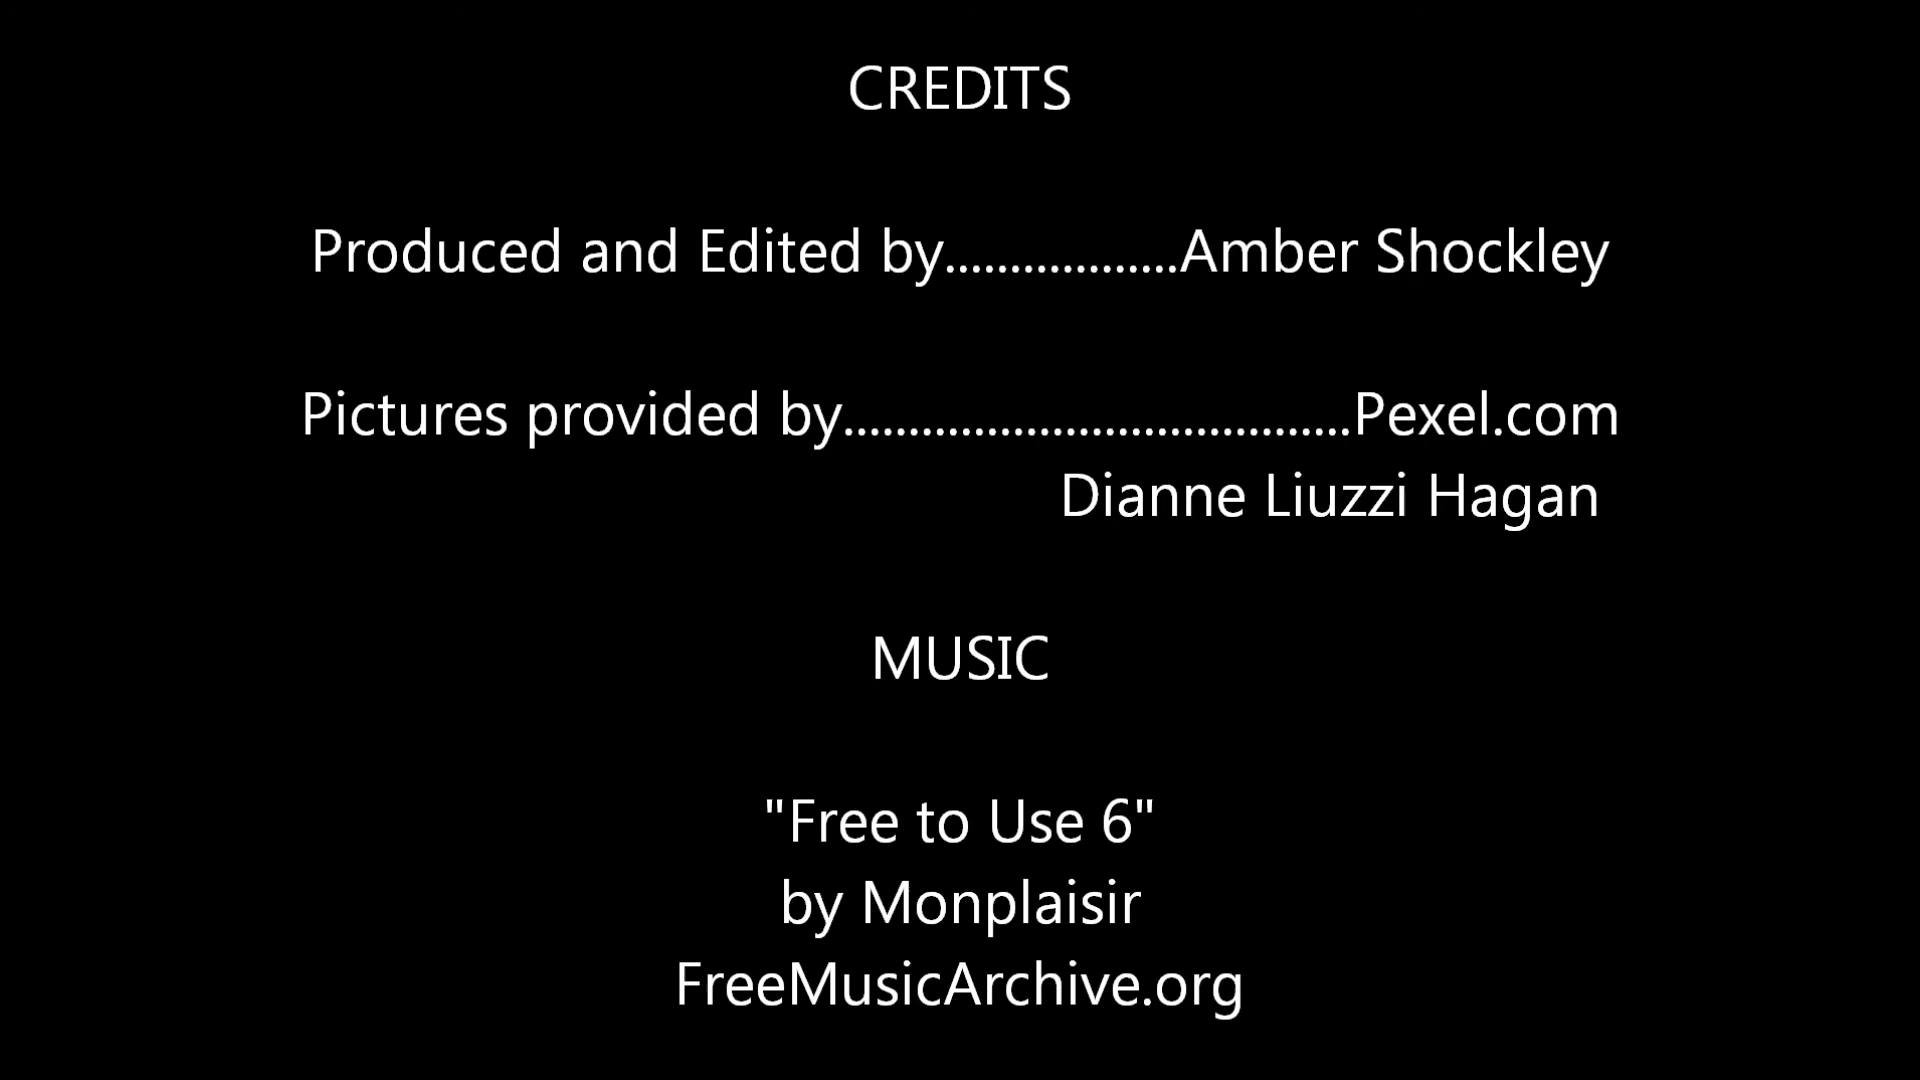 CREDITS
Produced and Edited by..................Amber Shockley
Pictures provided by.......................................Pexel.com
Dianne Liuzzi Hagan
MUSIC
"Free to Use 6"
by Monplaisir
FreeMusicArchive.org